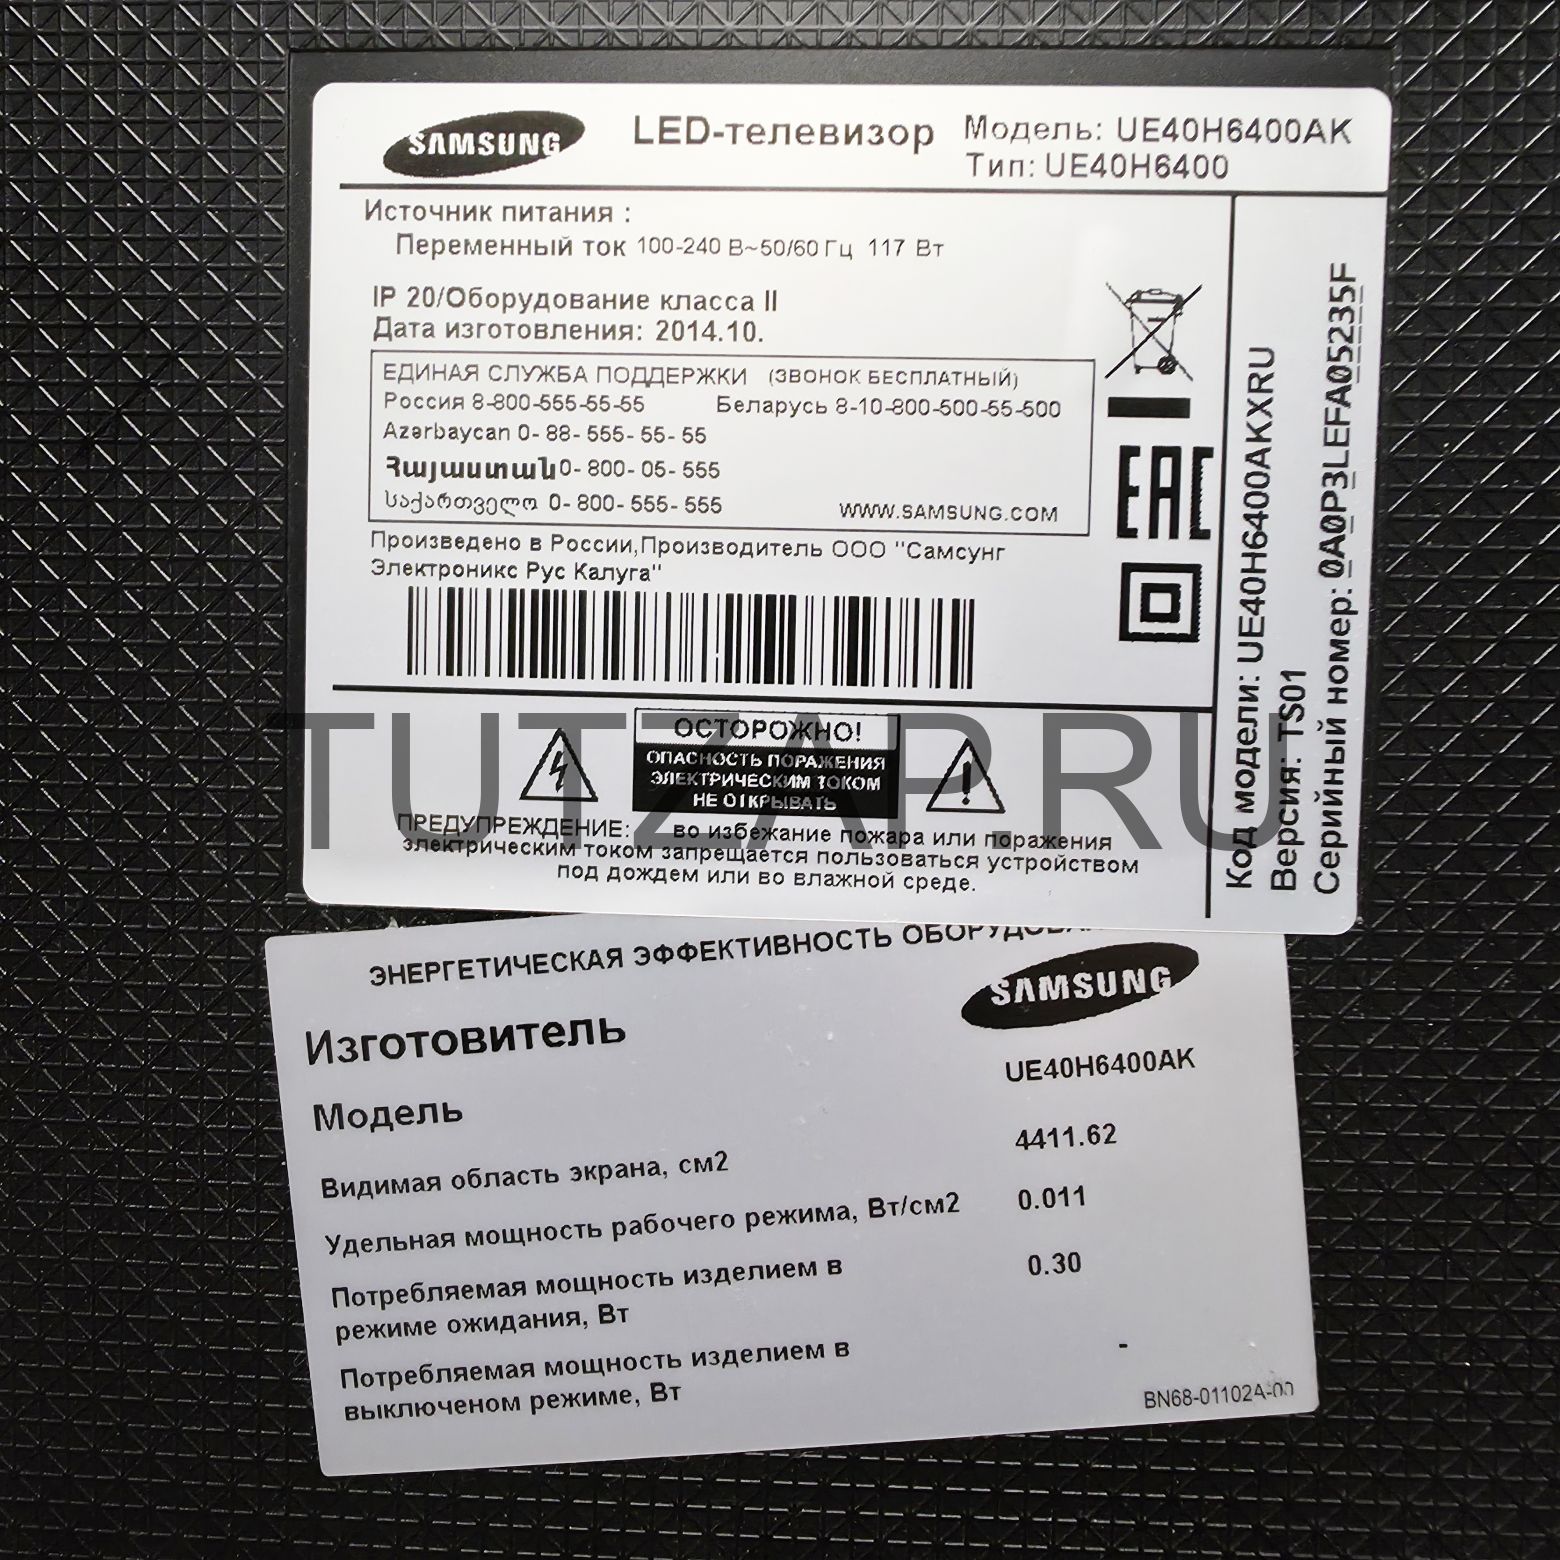 SAMSUNG
LED-телевизор
Модель: UE40H6400AK
Тип: UE40H6400
Источник питания :
Переменный ток 100-240 В~50/60 Гц 117 Вт
IP 20/Оборудование класса II
Дата изготовления: 2014.10.
ЕДИНАЯ СЛУЖБА ПОДДЕРЖКИ (ЗВОНОК БЕСПЛАТНЫЙ)
Россия 8-800-555-55-55 Беларусь 8-10-800-500-55-500
Azərbaycan 0- 88- 555- 55- 55
Հայաստան 0- 800- 05- 555
საქართველო 0- 800- 555- 555
WWW.SAMSUNG.COM
Произведено в России,Производитель ООО "Самсунг
Электроникс Рус Калуга"
EAC
ОСТОРОЖНО!
ОПАСНОСТЬ ПОРАЖЕНИЯ
ЭЛЕКТРИЧЕСКИМ ТОКОМ
НЕ ОТКРЫВАТЬ
ПРЕДУПРЕЖДЕНИЕ: во избежание пожара или поражения
электрическим током запрещается пользоваться устройством
под дождем или во влажной среде.
Код модели: UE40H6400AKXRU
Версия: TS01
Серийный номер: 0A0P3LEFA05235F
TUTZAP.RU
ЭНЕРГЕТИЧЕСКАЯ ЭФФЕКТИВНОСТЬ
Изготовитель SAMSUNG
Модель UE40H6400AK
Видимая область экрана, см2 4411.62
Удельная мощность рабочего режима, Вт/см2 0.011
Потребляемая мощность изделием в 0.30
режиме ожидания, Вт
Потребляемая мощность изделием в -
выключеном режиме, Вт
BN68-01102A-00